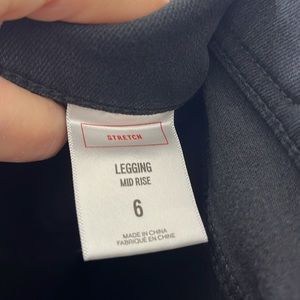 STRETCH
LEGGING
MID RISE
6
MADE IN CHINA
FABRIQUÉ EN CHINE